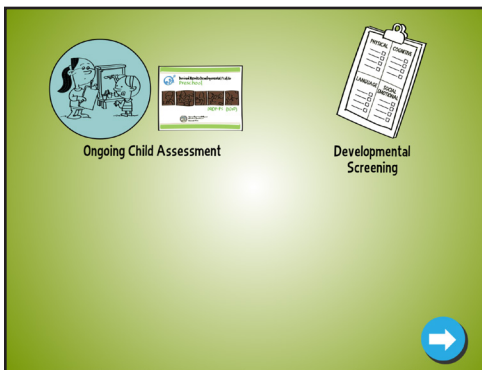 Ongoing Child Assessment
PHYSICAL
COGNITIVE
LANGUAGE
SOCIAL
EMOTIONAL
Developmental
Screening